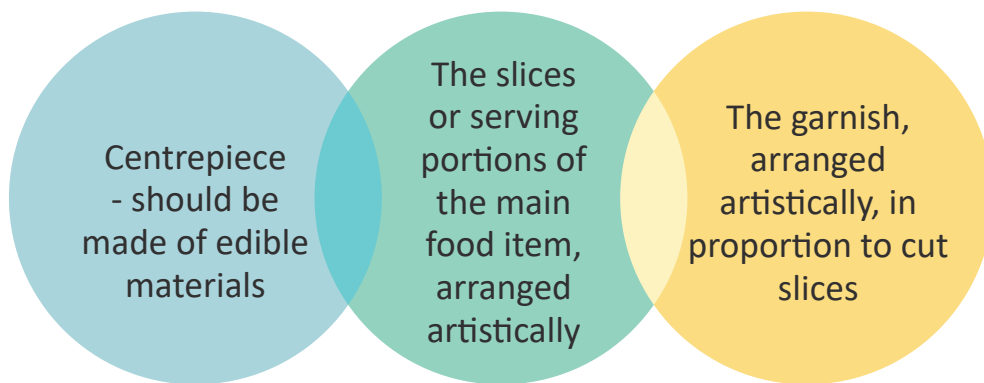 Centrepiece
- should be
made of edible
materials
The slices
or serving
portions of
the main
food item,
arranged
artistically
The garnish,
arranged
artistically, in
proportion to cut
slices